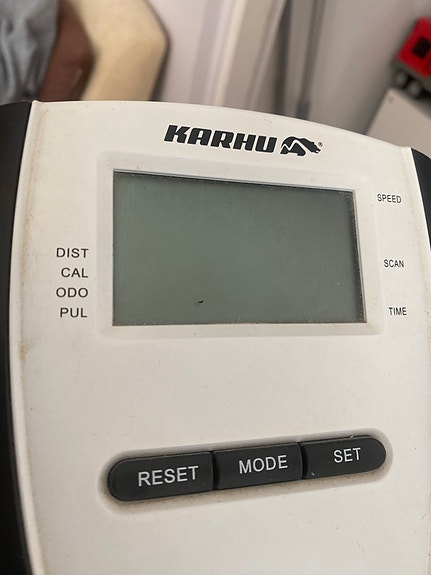 KARHU
SPEED
DIST
CAL
SCAN
ODO
PUL
TIME
RESET MODE SET